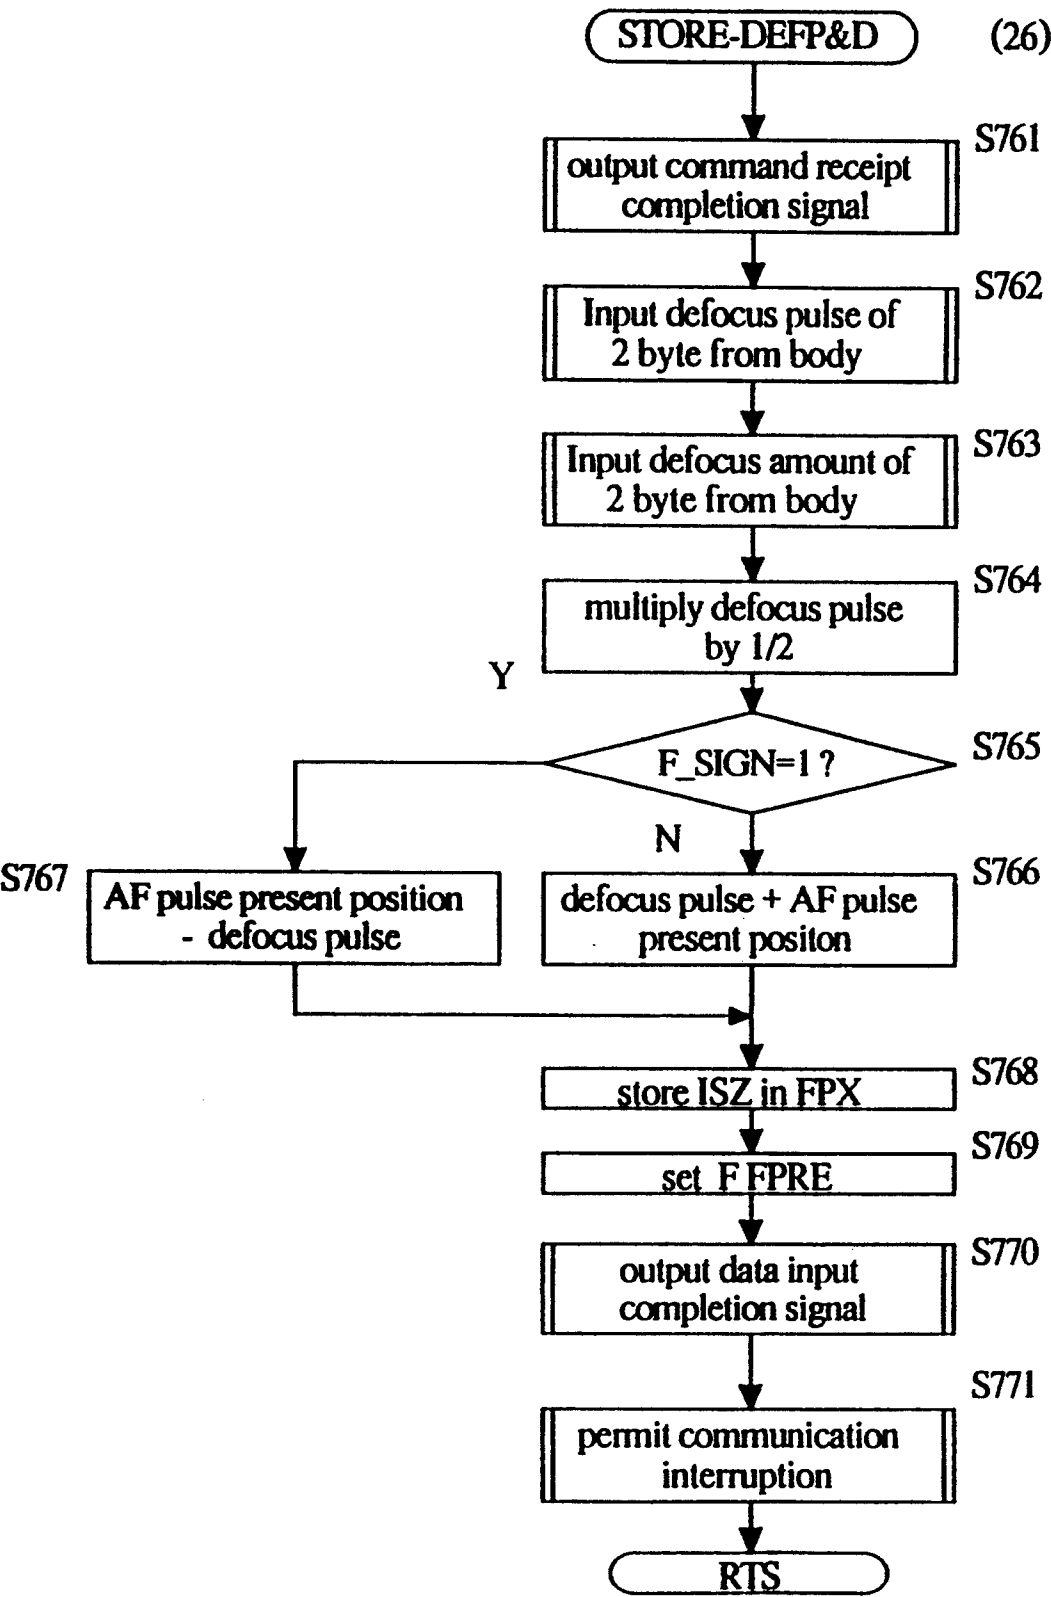 STORE-DEFP&D
(26)
S761
output command receipt
completion signal
S762
Input defocus pulse of
2 byte from body
S763
Input defocus amount of
2 byte from body
S764
multiply defocus pulse
by 1/2
Y
S765
F_SIGN=1 ?
N
S767
AF pulse present position
- defocus pulse
S766
defocus pulse + AF pulse
present positon
S768
store ISZ in FPX
S769
set F FPRE
S770
output data input
completion signal
S771
permit communication
interruption
RTS